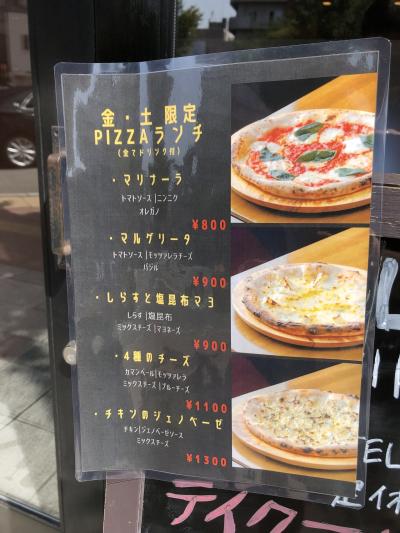 金・土 限定
PIZZAランチ
(全てドリンク付)
・マリナーラ
トマトソース|ニンニク
オレガノ
¥800
・マルゲリータ
トマトソース|モッツァレラチーズ
バジル
¥900
・しらすと塩昆布マヨ
しらす|塩昆布
ミックスチーズ|マヨネーズ
¥900
・4種のチーズ
カマンベール|モッツァレラ
ミックスチーズ|ブルーチーズ
¥1100
・チキンのジェノベーゼ
チキン|ジェノベーゼソース
ミックスチーズ
¥1300
TEL
定休
テイクー